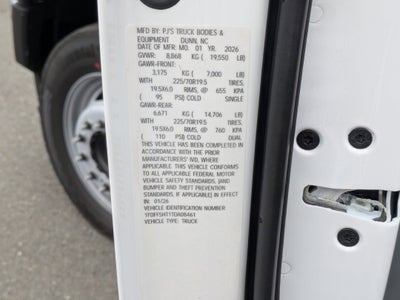 MFD. BY: PJ'S TRUCK BODIES &
EQUIPMENT DUNN, NC
DATE OF MFD: MO. 01 YR. 2026
GVWR: 8,868 KG ( 19,550 LB)
GAWR-FRONT:
3,175 KG ( 7,000 LB)
WITH 225/70R19.5 TIRES,
19.5X6.0 RIMS, @ 655 KPA
( 95 PSI) COLD SINGLE
GAWR-REAR:
6,671 KG ( 14,706 LB)
WITH 225/70R19.5 TIRES,
19.5X6.0 RIMS, @ 760 KPA
( 110 PSI) COLD DUAL
THIS VEHICLE HAS BEEN COMPLETED IN
ACCORDANCE WITH THE PRIOR
MANUFACTURERS' IVD, WHERE
APPLICABLE. THIS VEHICLE CONFORMS
TO ALL APPLICABLE FEDERAL MOTOR
VEHICLE SAFETY STANDARDS, [AND
BUMPER AND THEFT PREVENTION
STANDARDS, IF APPLICABLE] IN EFFECT
IN: 01/26
VEHICLE IDENTIFICATION NUMBER:
VEHICLE TYPE: TRUCK